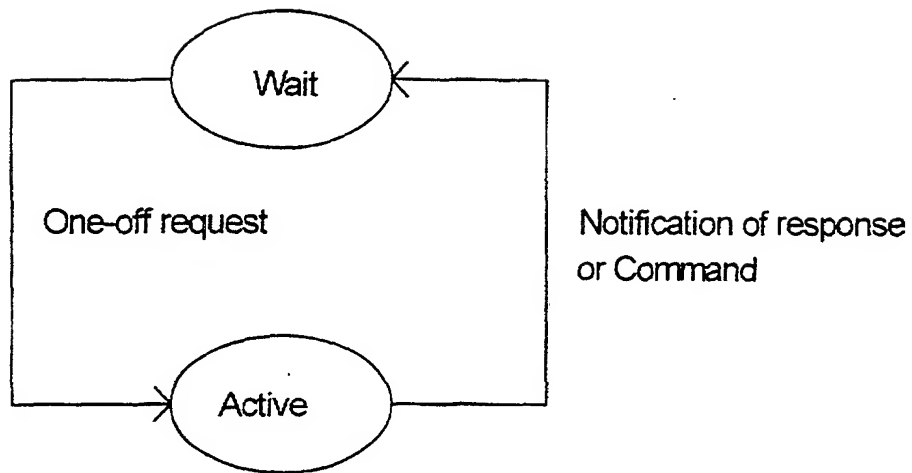 Wait
One-off request
Notification of response
or Command
Active